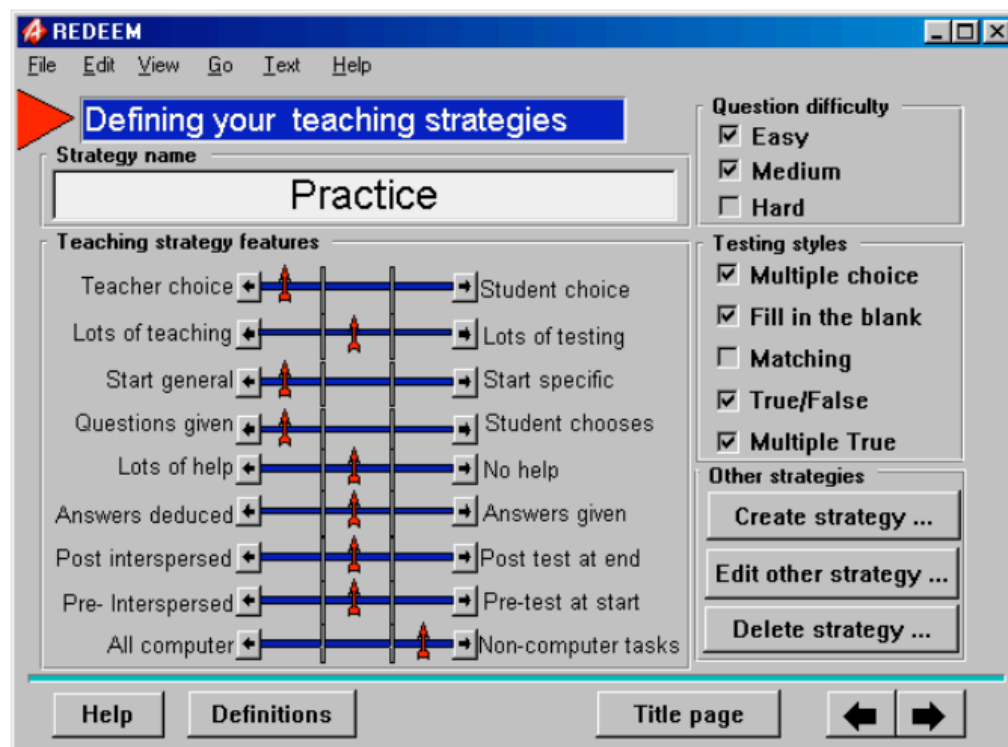 REDEEM
File Edit View Go Text Help
Defining your teaching strategies
Strategy name
Practice
Teaching strategy features
Teacher choice Student choice
Lots of teaching Lots of testing
Start general Start specific
Questions given Student chooses
Lots of help No help
Answers deduced Answers given
Post interspersed Post test at end
Pre- Interspersed Pre-test at start
All computer Non-computer tasks
Question difficulty
Easy
Medium
Hard
Testing styles
Multiple choice
Fill in the blank
Matching
True/False
Multiple True
Other strategies
Create strategy ...
Edit other strategy ...
Delete strategy ...
Help Definitions Title page